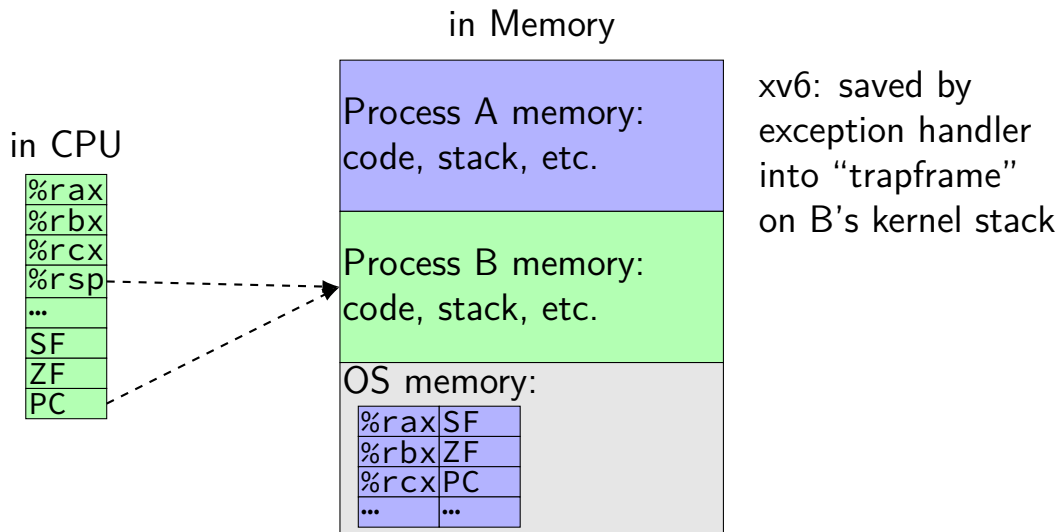 in Memory
in CPU
%rax
%rbx
%rcx
%rsp
…
SF
ZF
PC
Process A memory:
code, stack, etc.
Process B memory:
code, stack, etc.
OS memory:
%rax SF
%rbx ZF
%rcx PC
… …
xv6: saved by
exception handler
into “trapframe”
on B’s kernel stack